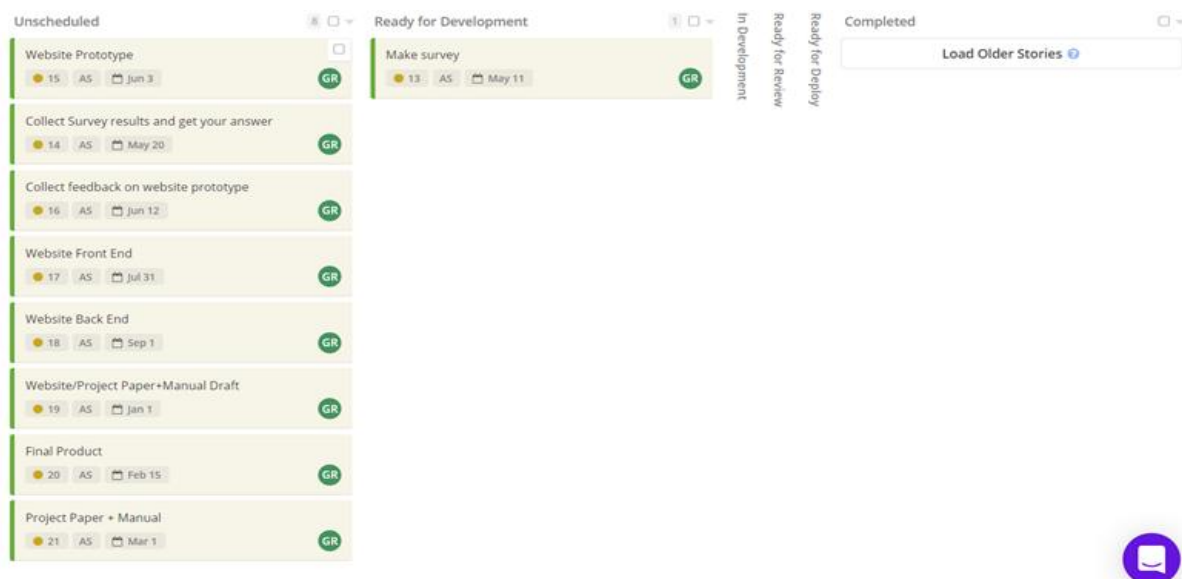 Unscheduled 8
Website Prototype
15 AS Jun 3 GR
Collect Survey results and get your answer
14 AS May 20 GR
Collect feedback on website prototype
16 AS Jun 12 GR
Website Front End
17 AS Jul 31 GR
Website Back End
18 AS Sep 1 GR
Website/Project Paper+Manual Draft
19 AS Jan 1 GR
Final Product
20 AS Feb 15 GR
Project Paper + Manual
21 AS Mar 1 GR
Ready for Development 1
Make survey
13 AS May 11 GR
In Development
Ready for Review
Ready for Deploy
Completed
Load Older Stories ?